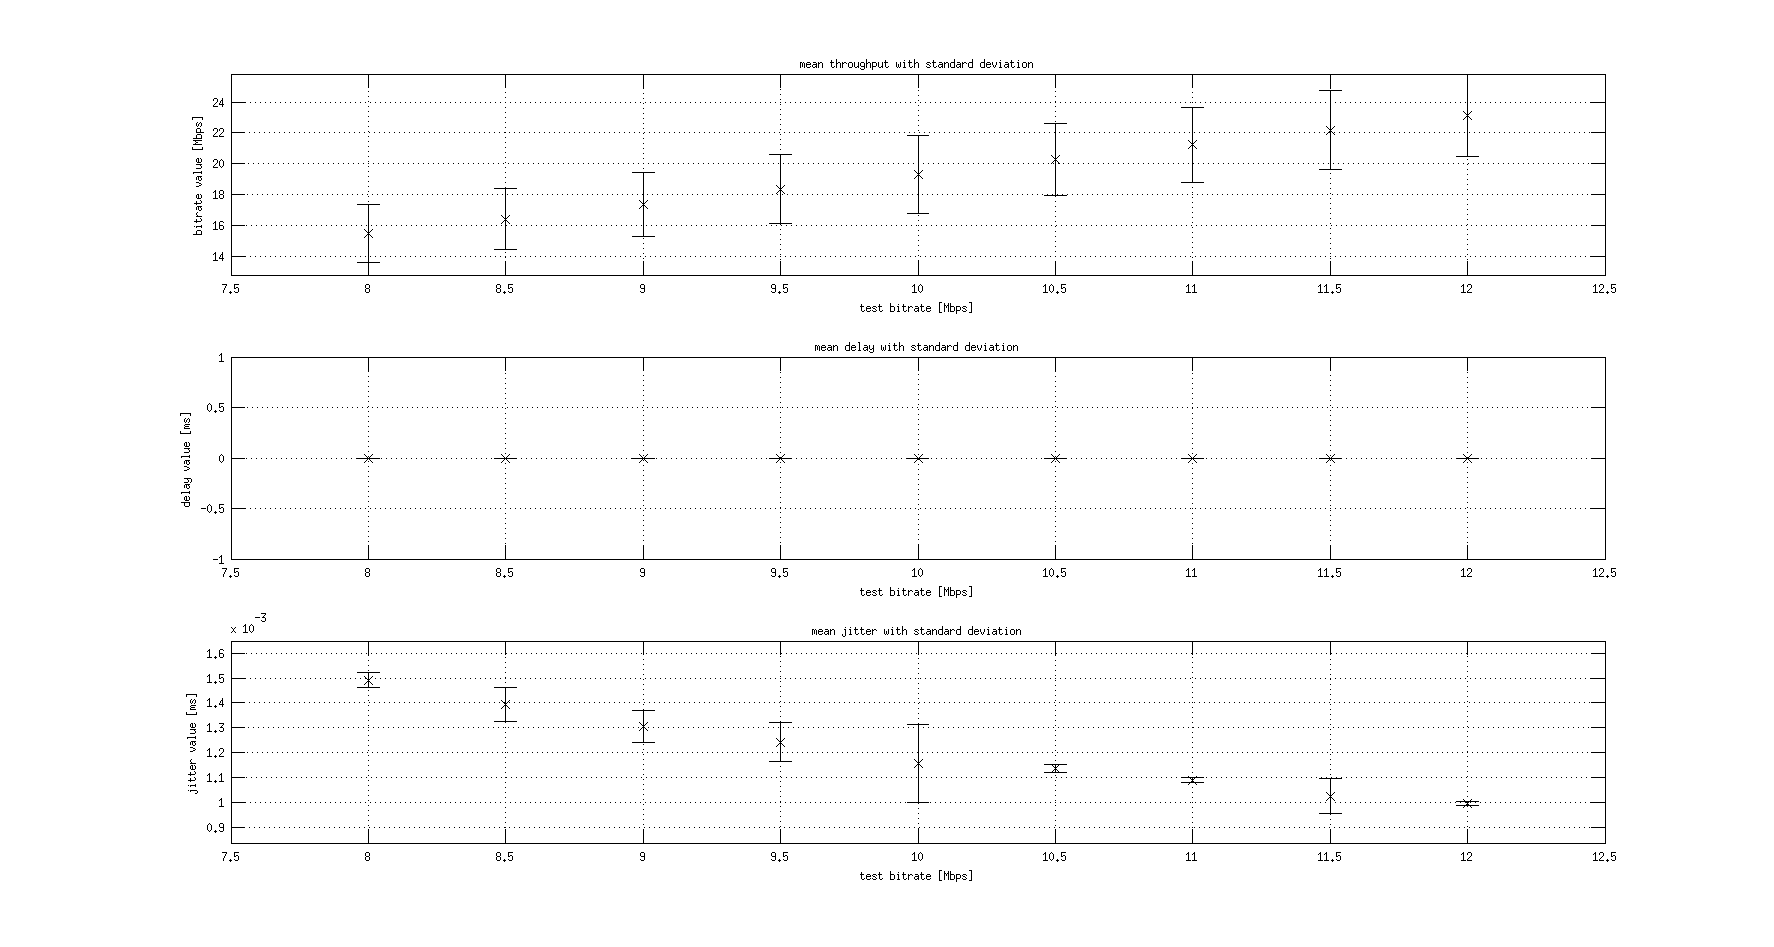 mean throughput with standard deviation
bitrate value [Mbps]
24
22
20
18
16
14
7.5 8 8.5 9 9.5 10 10.5 11 11.5 12 12.5
test bitrate [Mbps]
mean delay with standard deviation
delay value [ms]
1
0.5
0
-0.5
-1
7.5 8 8.5 9 9.5 10 10.5 11 11.5 12 12.5
test bitrate [Mbps]
x 10-3
mean jitter with standard deviation
jitter value [ms]
1.6
1.5
1.4
1.3
1.2
1.1
1
0.9
7.5 8 8.5 9 9.5 10 10.5 11 11.5 12 12.5
test bitrate [Mbps]